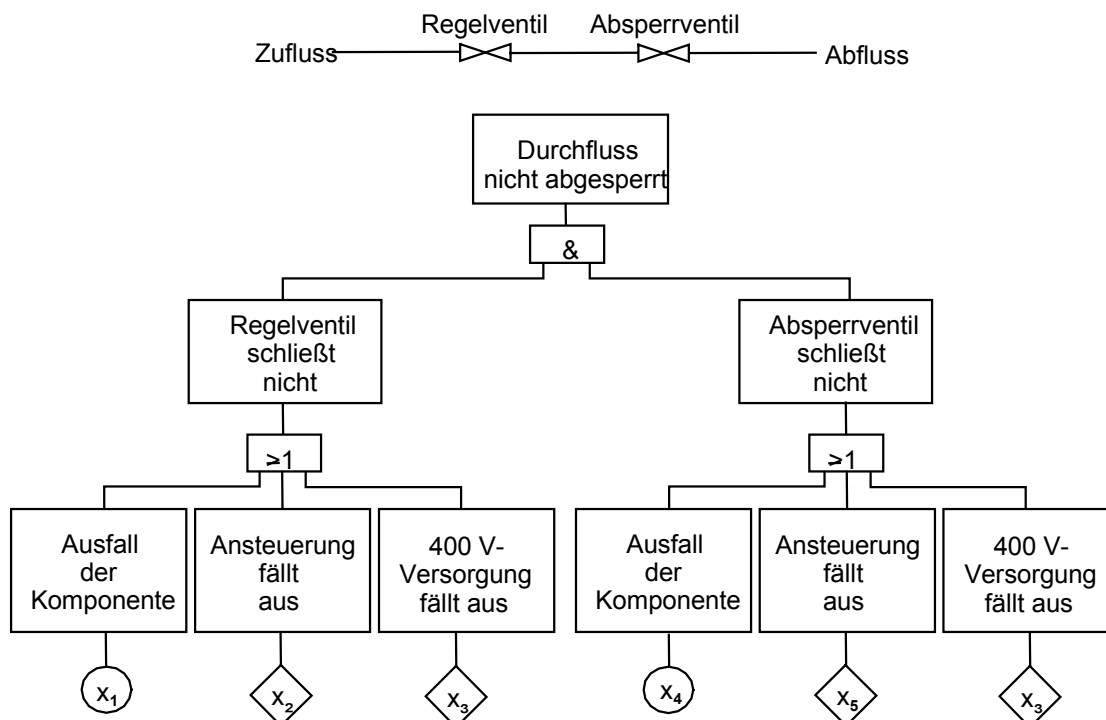 Regelventil Absperrventil
Zufluss Abfluss
Durchfluss
nicht abgesperrt
&
Regelventil
schließt
nicht
Absperrventil
schließt
nicht
≥1
≥1
Ausfall
der
Komponente
Ansteuerung
fällt
aus
400 V-
Versorgung
fällt aus
Ausfall
der
Komponente
Ansteuerung
fällt
aus
400 V-
Versorgung
fällt aus
x₁
x₂
x₃
x₄
x₅
x₃